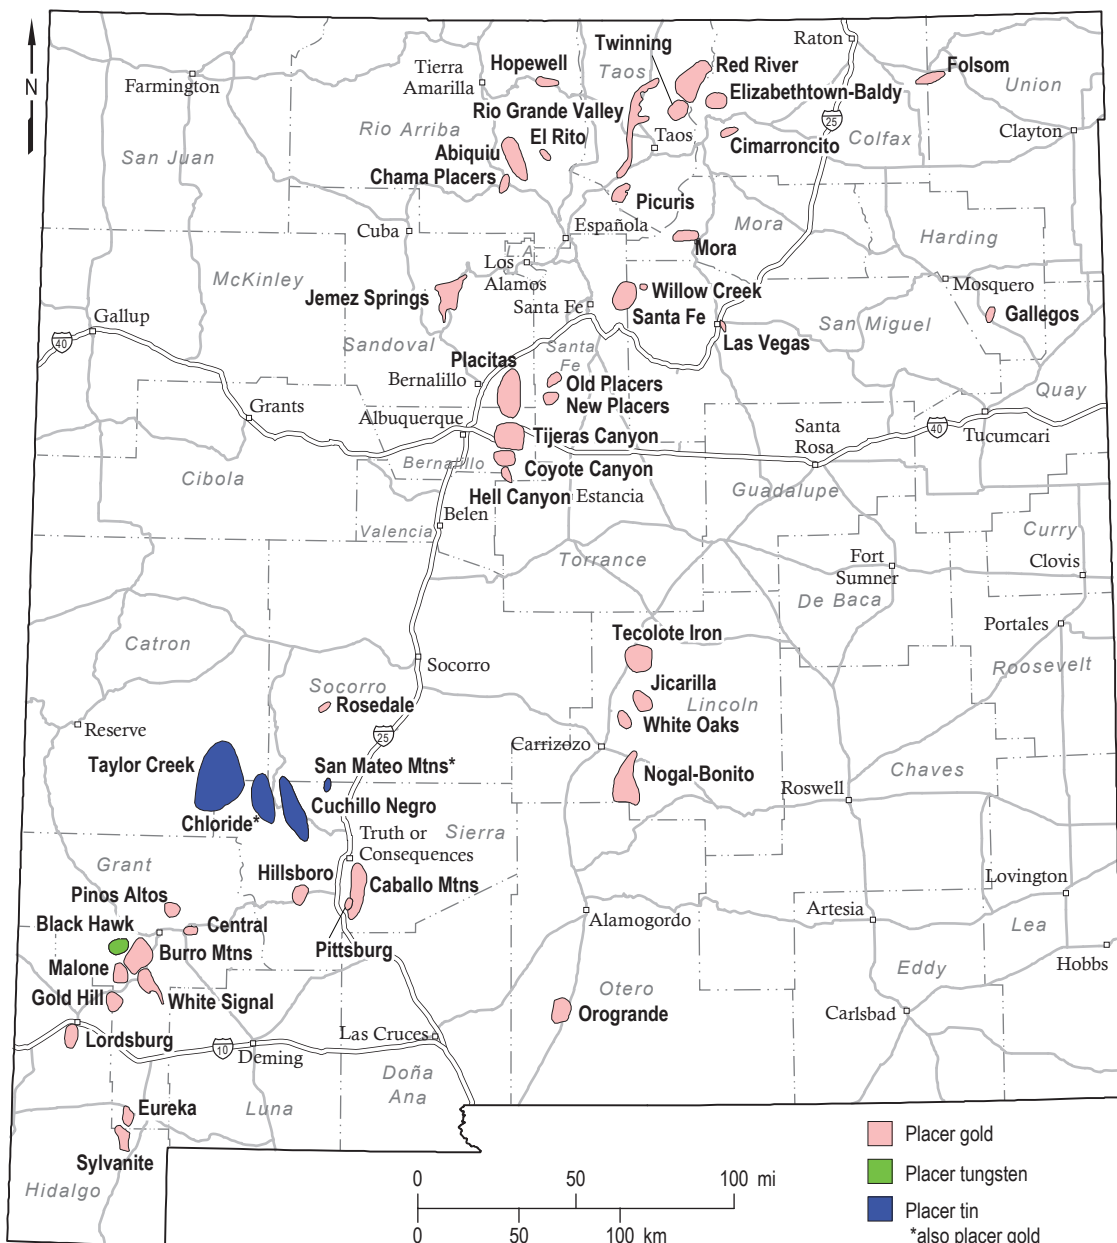 N
Twinning
Raton
Farmington
Tierra
Amarilla
Hopewell
Taos
Red River
Folsom
Union
Elizabethtown-Baldy
Rio Grande Valley
Rio Arriba
El Rito
25
Clayton
San Juan
Abiquiu
Taos
Cimarroncito
Colfax
Chama Placers
Picuris
Cuba
Española
Mora
Harding
L A
Mora
Los
Alamos
McKinley
Mosquero
Jemez Springs
Willow Creek
Santa Fe
Santa Fe
Gallegos
Gallup
San Miguel
40
Las Vegas
Sandoval
Santa
Fe
Placitas
Bernalillo
Old Placers
New Placers
Quay
Grants
Albuquerque
Tijeras Canyon
Santa
Rosa
40
Tucumcari
Bernalillo
Coyote Canyon
Cibola
Hell Canyon
Estancia
Guadalupe
Belen
Valencia
Curry
Torrance
Fort
Sumner
Clovis
De Baca
Tecolote Iron
Portales
Catron
Socorro
Roosevelt
Socorro
Jicarilla
Rosedale
Lincoln
White Oaks
Reserve
25
Carrizozo
Taylor Creek
San Mateo Mtns*
Nogal-Bonito
Chaves
Cuchillo Negro
Roswell
Chloride*
Truth or
Consequences
Sierra
Grant
Hillsboro
Caballo Mtns
Pinos Altos
Lovington
Black Hawk
Central
Alamogordo
Artesia
Lea
Burro Mtns
Pittsburg
Malone
Hobbs
Eddy
Gold Hill
White Signal
Otero
Orogrande
Carlsbad
Lordsburg
Las Cruces
10
Deming
Doña
Ana
Eureka
Luna
Sylvanite
Hidalgo
Placer gold
Placer tungsten
Placer tin
*also placer gold
0 50 100 mi
0 50 100 km